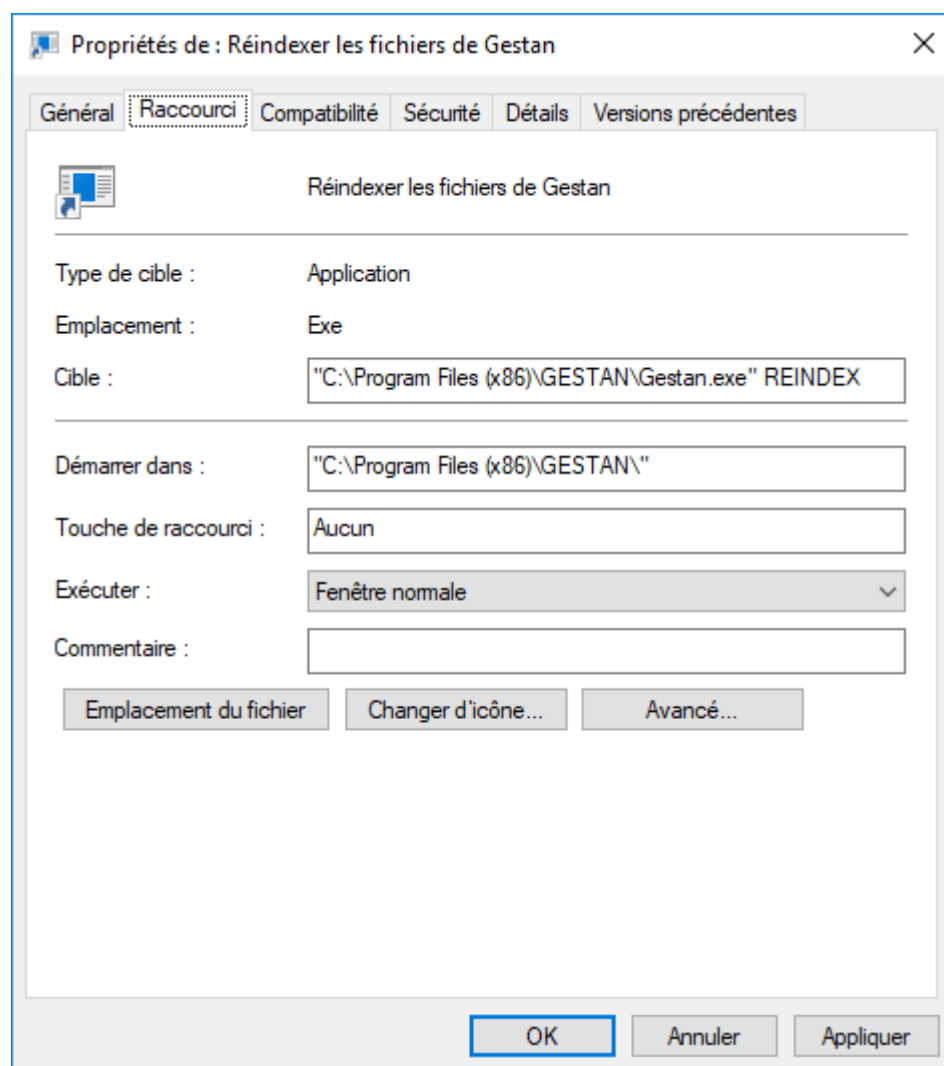 Propriétés de : Réindexer les fichiers de Gestan
Général Raccourci Compatibilité Sécurité Détails Versions précédentes
Réindexer les fichiers de Gestan
Type de cible : Application
Emplacement : Exe
Cible : "C:\Program Files (x86)\GESTAN\Gestan.exe" REINDEX
Démarrer dans : "C:\Program Files (x86)\GESTAN\"
Touche de raccourci : Aucun
Exécuter : Fenêtre normale
Commentaire :
Emplacement du fichier Changer d'icône... Avancé...
OK Annuler Appliquer